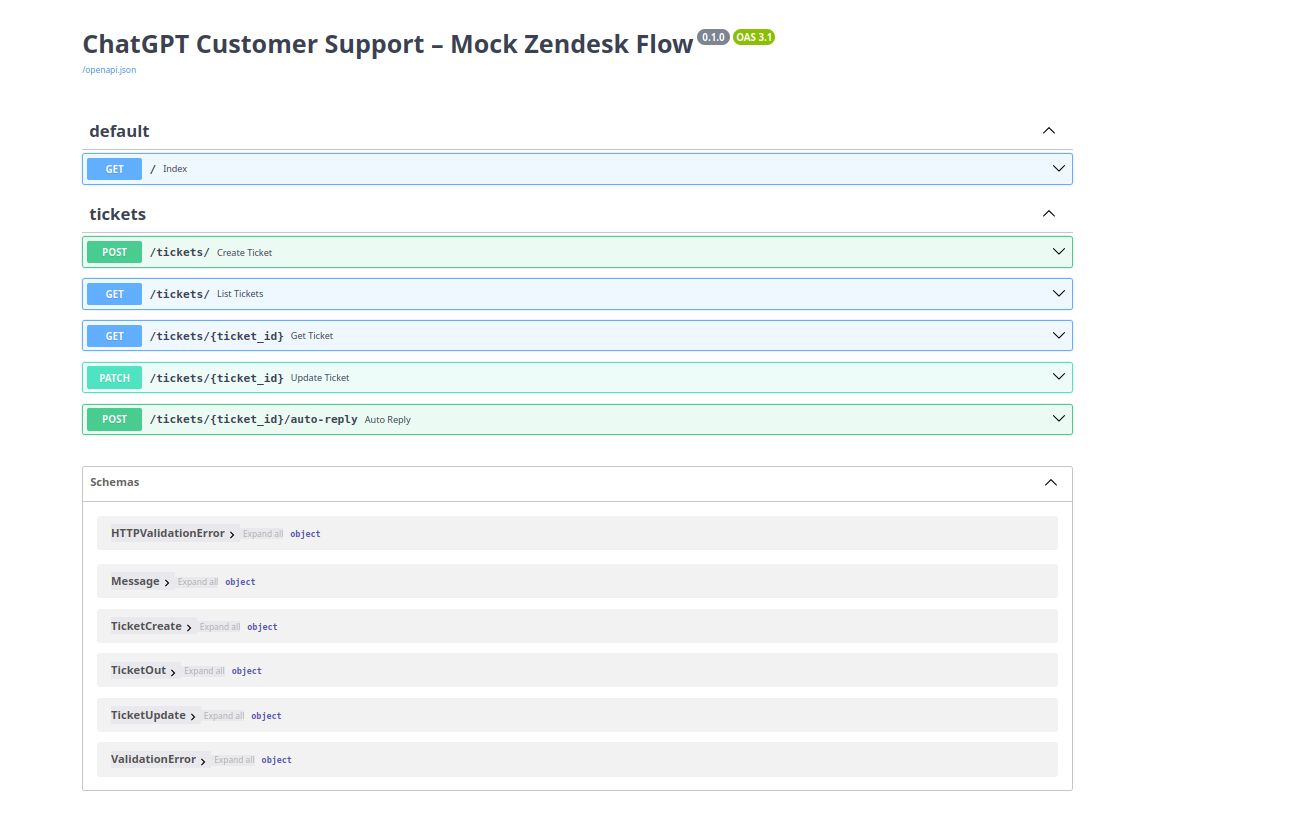 ChatGPT Customer Support – Mock Zendesk Flow 0.1.0 OAS 3.1
/openapi.json
default
GET / Index
tickets
POST /tickets/ Create Ticket
GET /tickets/ List Tickets
GET /tickets/{ticket_id} Get Ticket
PATCH /tickets/{ticket_id} Update Ticket
POST /tickets/{ticket_id}/auto-reply Auto Reply
Schemas
HTTPValidationError Expand all object
Message Expand all object
TicketCreate Expand all object
TicketOut Expand all object
TicketUpdate Expand all object
ValidationError Expand all object